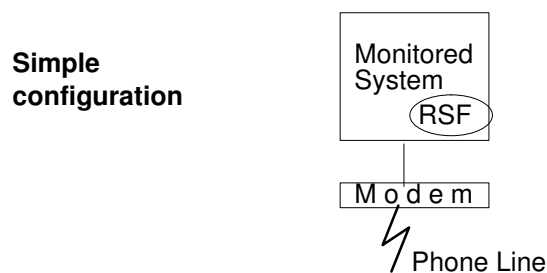 Simple
configuration
Monitored
System
RSF
M o d e m
Phone Line